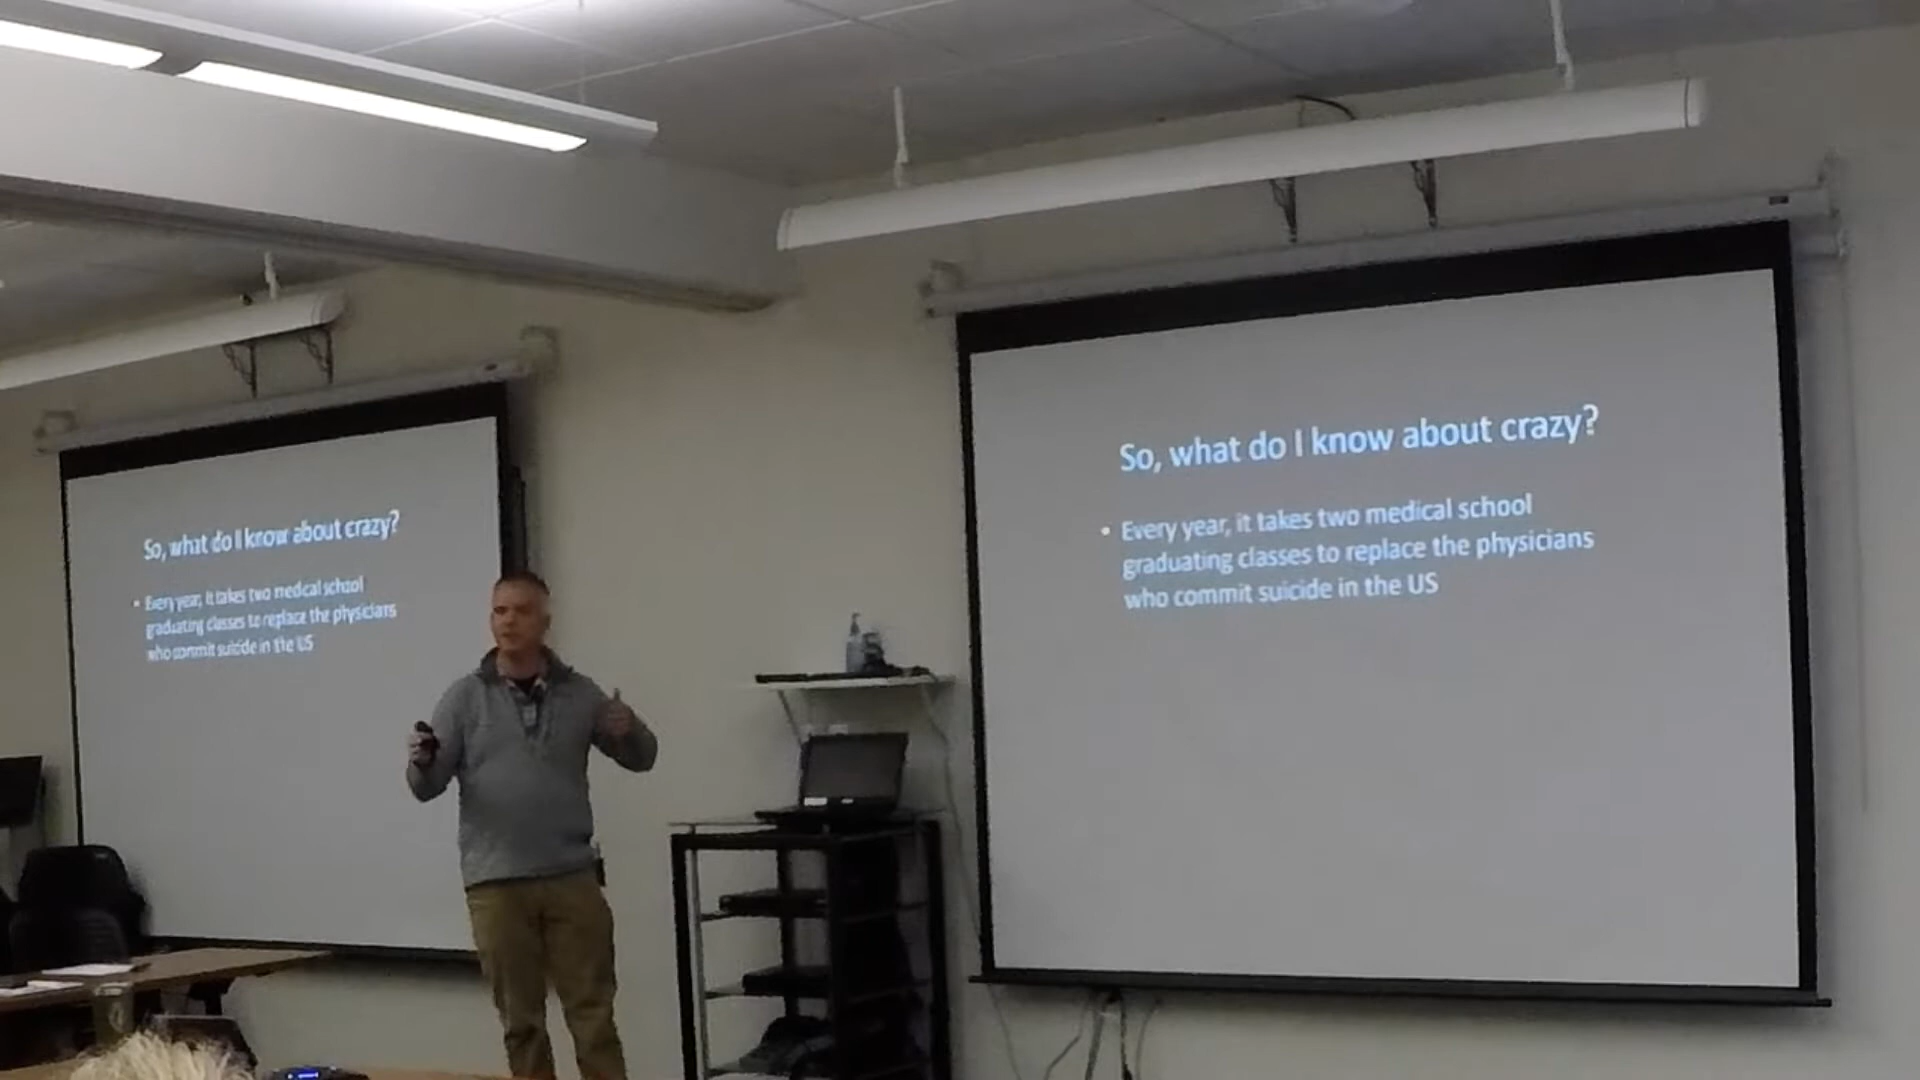 So, what do I know about crazy?
• Every year, it takes two medical school
graduating classes to replace the physicians
who commit suicide in the US
So, what do I know about crazy?
• Every year, it takes two medical school
graduating classes to replace the physicians
who commit suicide in the US